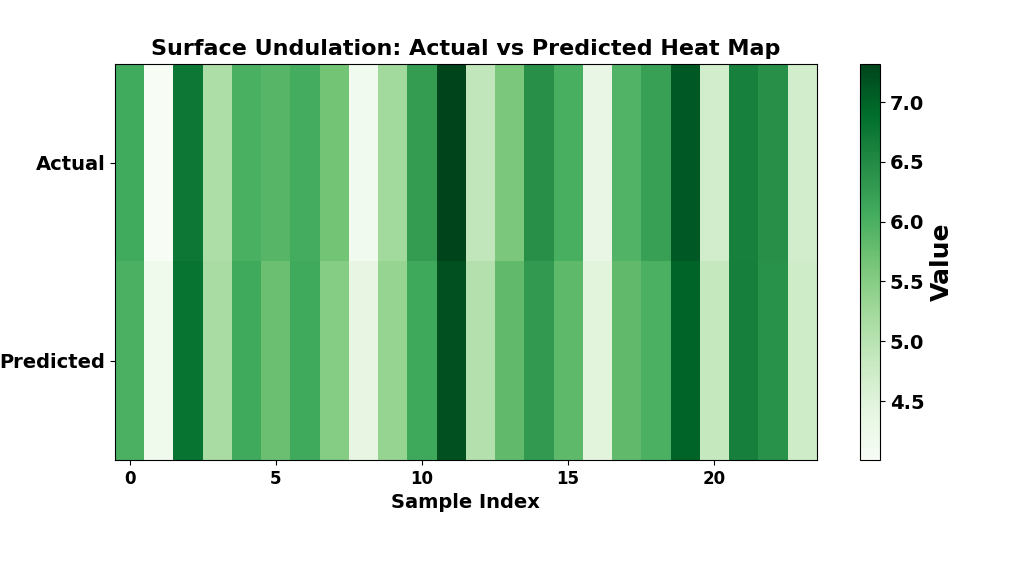 Surface Undulation: Actual vs Predicted Heat Map
Actual
Predicted
0
5
10
15
20
Sample Index
7.0
6.5
6.0
5.5
5.0
4.5
Value